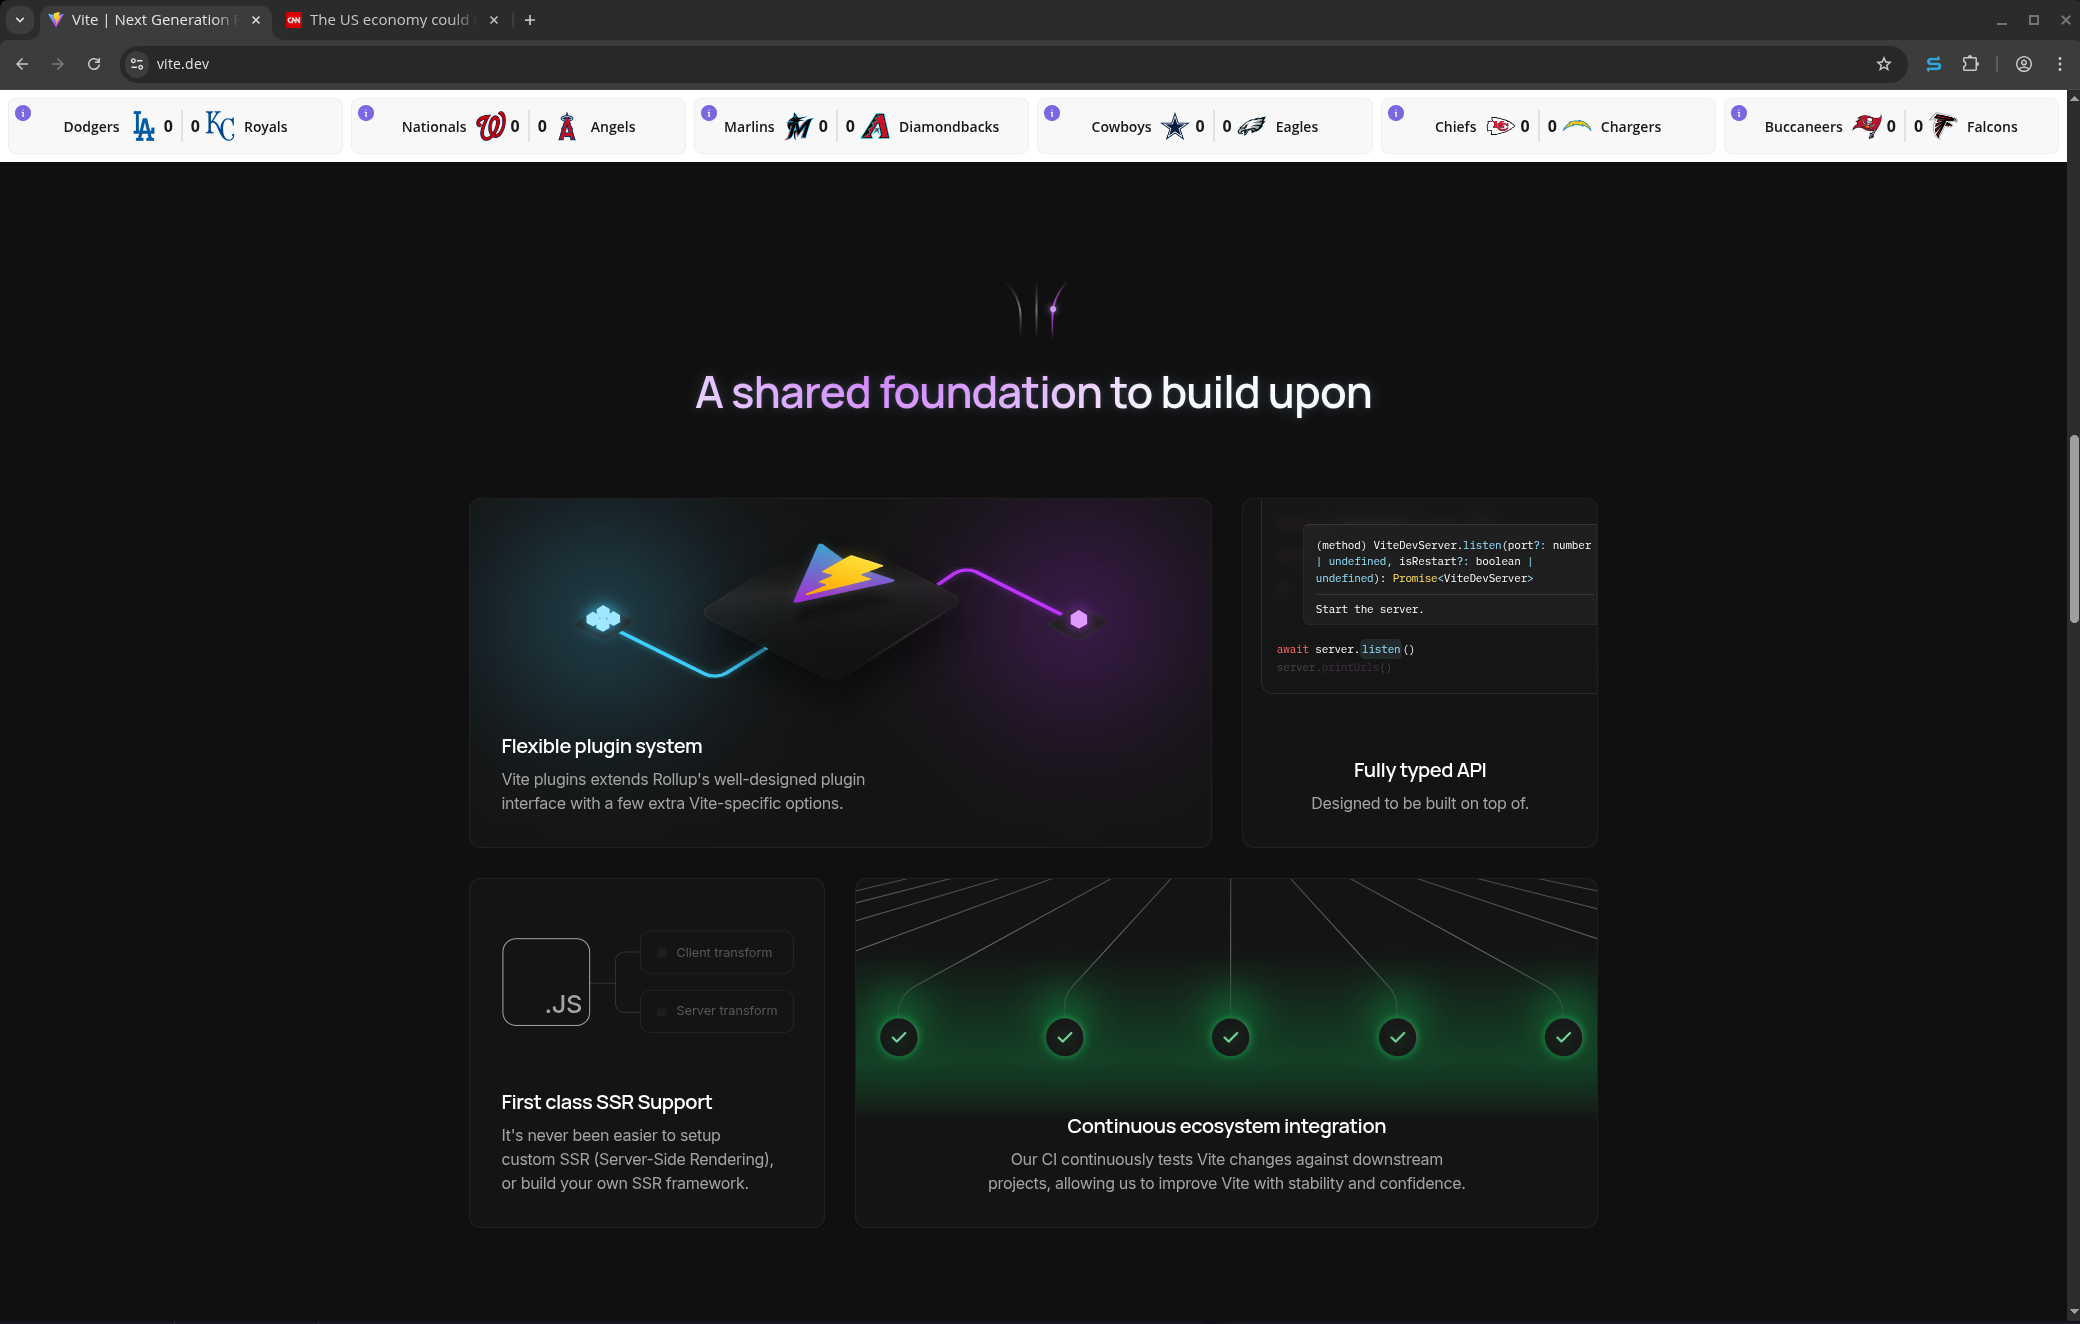 Vite | Next Generation
The US economy could
vite.dev
Dodgers 0 0 Royals
Nationals 0 0 Angels
Marlins 0 0 Diamondbacks
Cowboys 0 0 Eagles
Chiefs 0 0 Chargers
Buccaneers 0 0 Falcons
A shared foundation to build upon
(method) ViteDevServer.listen(port?: number
| undefined, isRestart?: boolean |
undefined): Promise<ViteDevServer>
Start the server.
await server.listen()
server.printUrls()
Flexible plugin system
Vite plugins extends Rollup's well-designed plugin
interface with a few extra Vite-specific options.
Fully typed API
Designed to be built on top of.
.JS
Client transform
Server transform
First class SSR Support
It's never been easier to setup
custom SSR (Server-Side Rendering),
or build your own SSR framework.
Continuous ecosystem integration
Our CI continuously tests Vite changes against downstream
projects, allowing us to improve Vite with stability and confidence.